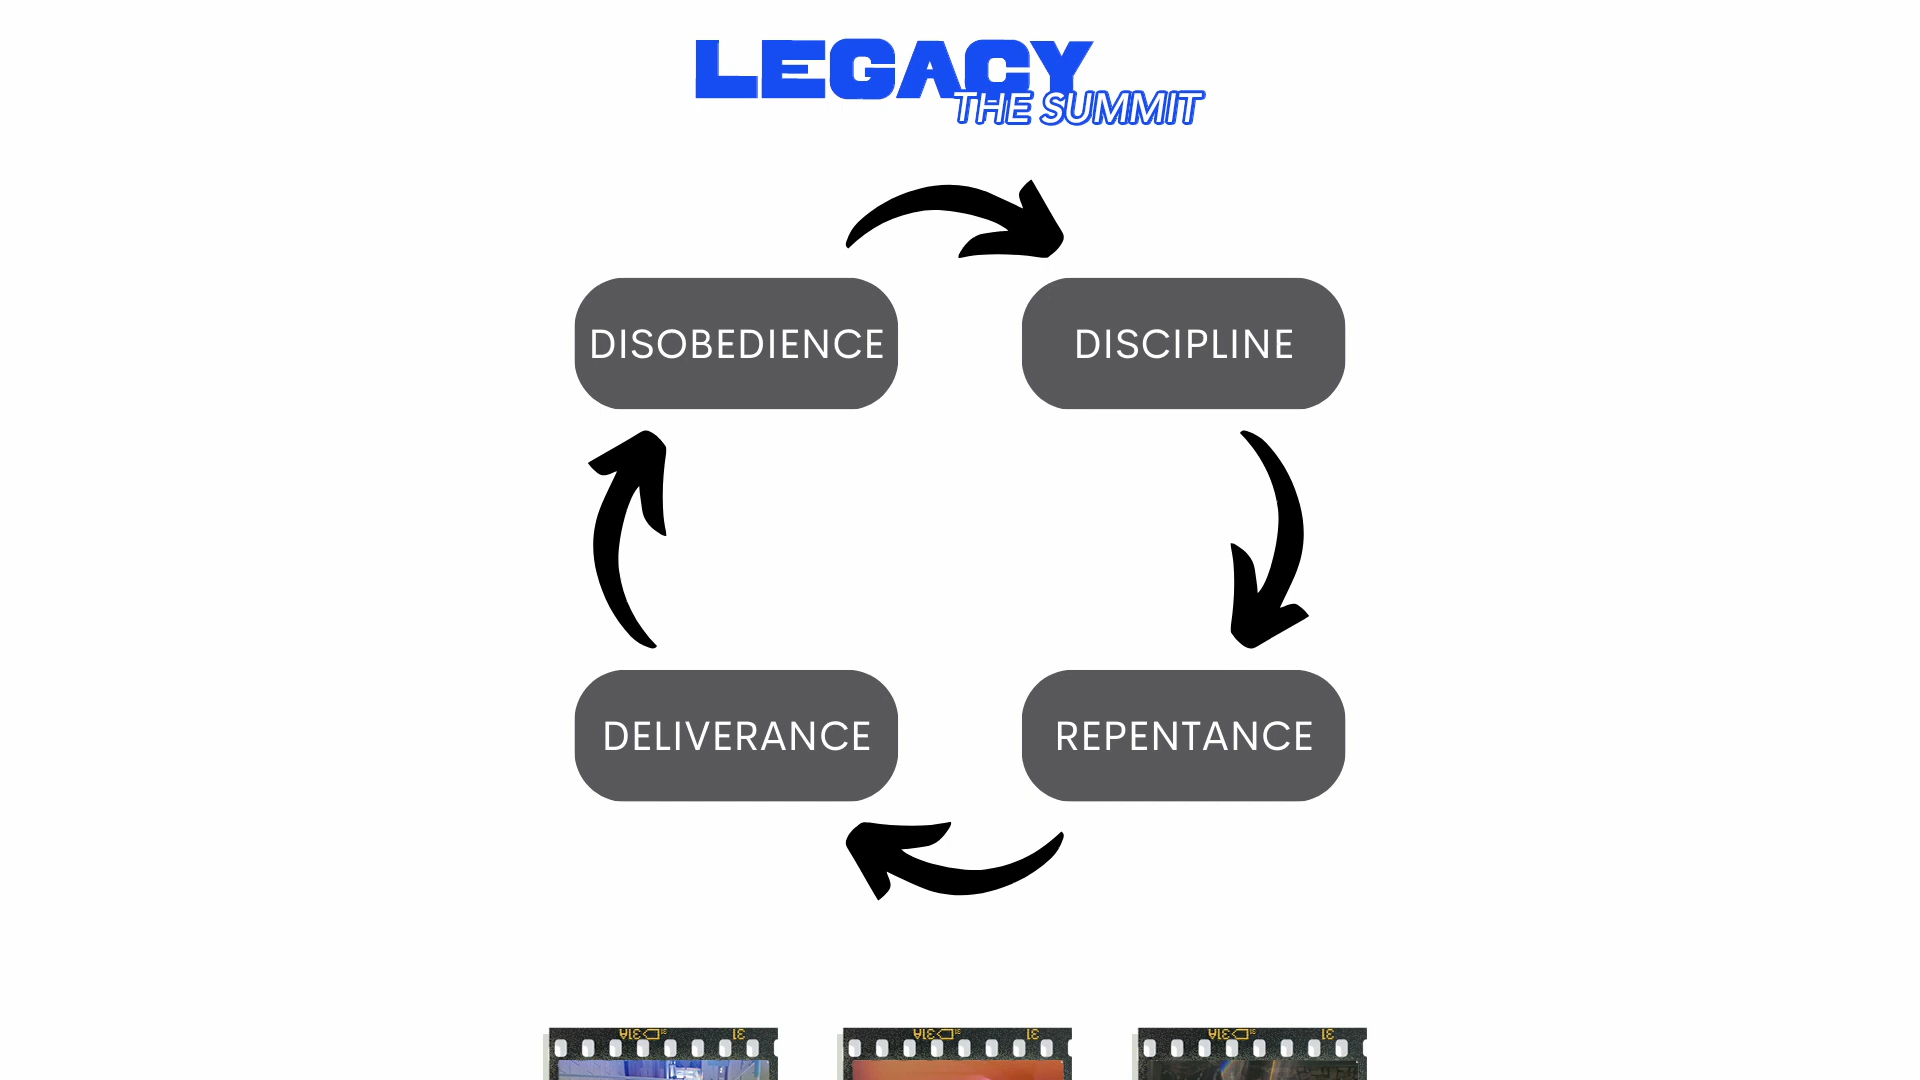 LEGACY
THE SUMMIT
DISOBEDIENCE
DISCIPLINE
REPENTANCE
DELIVERANCE